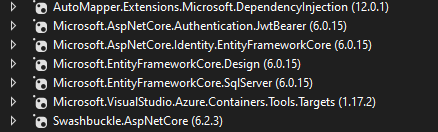 AutoMapper.Extensions.Microsoft.DependencyInjection (12.0.1)
Microsoft.AspNetCore.Authentication.JwtBearer (6.0.15)
Microsoft.AspNetCore.Identity.EntityFrameworkCore (6.0.15)
Microsoft.EntityFrameworkCore.Design (6.0.15)
Microsoft.EntityFrameworkCore.SqlServer (6.0.15)
Microsoft.VisualStudio.Azure.Containers.Tools.Targets (1.17.2)
Swashbuckle.AspNetCore (6.2.3)